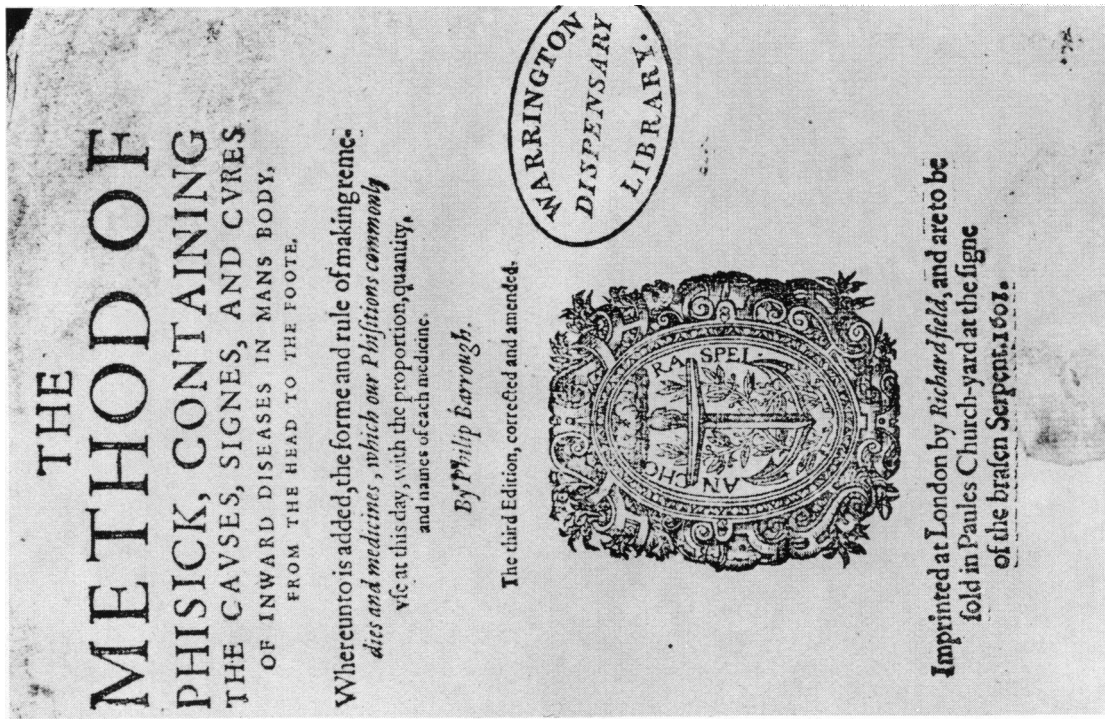 THE
METHOD OF
PHISICK, CONTAINING
THE CAVSES, SIGNES, AND CVRES
OF INWARD DISEASES IN MANS BODY,
FROM THE HEAD TO THE FOOTE.
Whereunto is added, the forme and rule of making reme-
dies and medicines, which our Phisitions commonly
vse at this day, with the proportion, quanity,
and names of each medicine.
By Philip Barrough.
The third Edition, corrected and amended.
WARRINGTON
DISPENSARY
LIBRARY.
ANCHORA SPEI.
Imprinted at London by Richard field, and are to be
sold in Paules Church-yard at the signe
of the brasen Serpent. 1601.